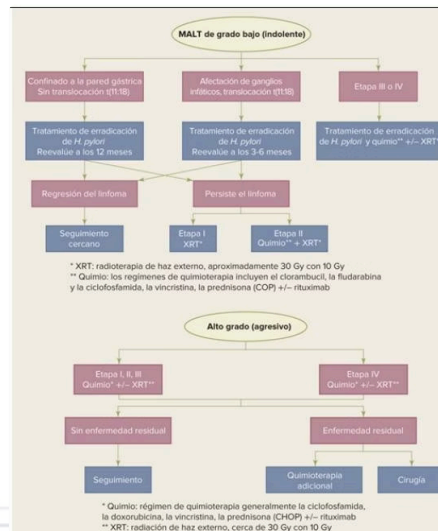 MALT de grado bajo (indolente)
Confinado a la pared gástrica
Sin translocación t(11:18)
Afectación de ganglios
infáticos, translocación t(11:18)
Etapa III o IV
Tratamiento de erradicación
de H. pylori
Reevalúe a los 12 meses
Tratamiento de erradicación
de H. pylori
Reevalúe a los 3-6 meses
Tratamiento de erradicación
de H. pylori y quimio** +/– XRT*
Regresión del linfoma
Persiste el linfoma
Seguimiento
cercano
Etapa I
XRT*
Etapa II
Quimio** + XRT*
* XRT: radioterapia de haz externo, aproximadamente 30 Gy con 10 Gy
** Quimio: los regímenes de quimioterapia incluyen el clorambucil, la fludarabina
y la ciclofosfamida, la vincristina, la prednisona (COP) +/– rituximab
Alto grado (agresivo)
Etapa I, II, III
Quimio* +/– XRT**
Etapa IV
Quimio* +/– XRT**
Sin enfermedad residual
Enfermedad residual
Seguimiento
Quimioterapia
adicional
Cirugía
* Quimio: régimen de quimioterapia generalmente la ciclofosfamida,
la doxorubicina, la vincristina, la prednisona (CHOP) +/– rituximab
** XRT: radiación de haz externo, cerca de 30 Gy con 10 Gy